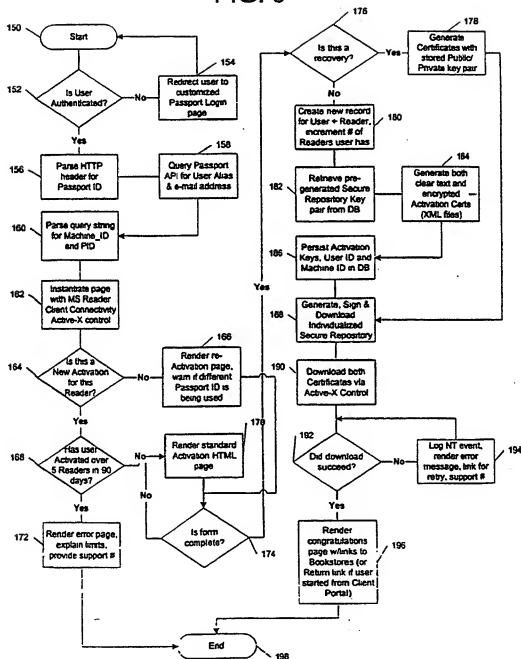 150
Start
152
Is User
Authenticated?
No
154
Redirect user to
customized
Passport Login
page
Yes
156
Parse HTTP
header for
Passport ID
158
Query Passport
API for User Alias
& e-mail address
160
Parse query string
for Machine_ID
and PID
162
Instantiate page
with MS Reader
Client Connectivity
Active-X control
164
Is this a
New Activation for
this Reader?
No
166
Render re-
Activation page,
warn if different
Passport ID is
being used
Yes
168
Has user
Activated over
5 Readers in 90
days?
No
170
Render standard
Activation HTML
page
No
Is form
complete?
174
Yes
Yes
172
Render error page,
explain limits,
provide support #
176
Is this a
recovery?
Yes
178
Generate
Certificates with
stored Public/
Private key pair
No
Create new record
for User + Reader,
increment # of
Readers user has
180
182
Retrieve pre-
generated Secure
Repository Key
pair from DB
184
Generate both
clear text and
encrypted
Activation Certs
(XML files)
186
Persist Activation
Keys, User ID and
Machine ID in DB
188
Generate, Sign &
Download
Individualized
Secure Repository
190
Download both
Certificates via
Active-X Control
192
Did download
succeed?
No
Log NT event,
render error
message, link for
retry, support #
194
Yes
Render
congratulations
page w/links to
Bookstores (or
Return link if user
started from Client
Portal)
196
End
198